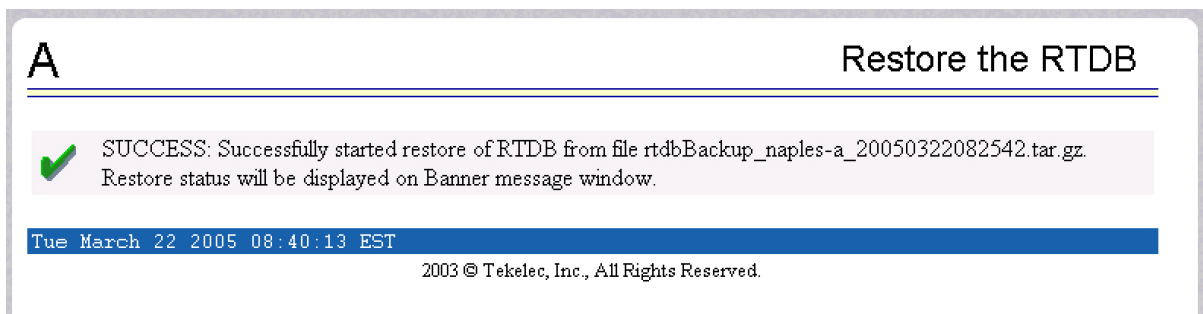 A
Restore the RTDB
SUCCESS: Successfully started restore of RTDB from file rtdbBackup_naples-a_20050322082542.tar.gz.
Restore status will be displayed on Banner message window.
Tue March 22 2005 08:40:13 EST
2003 © Tekelec, Inc., All Rights Reserved.